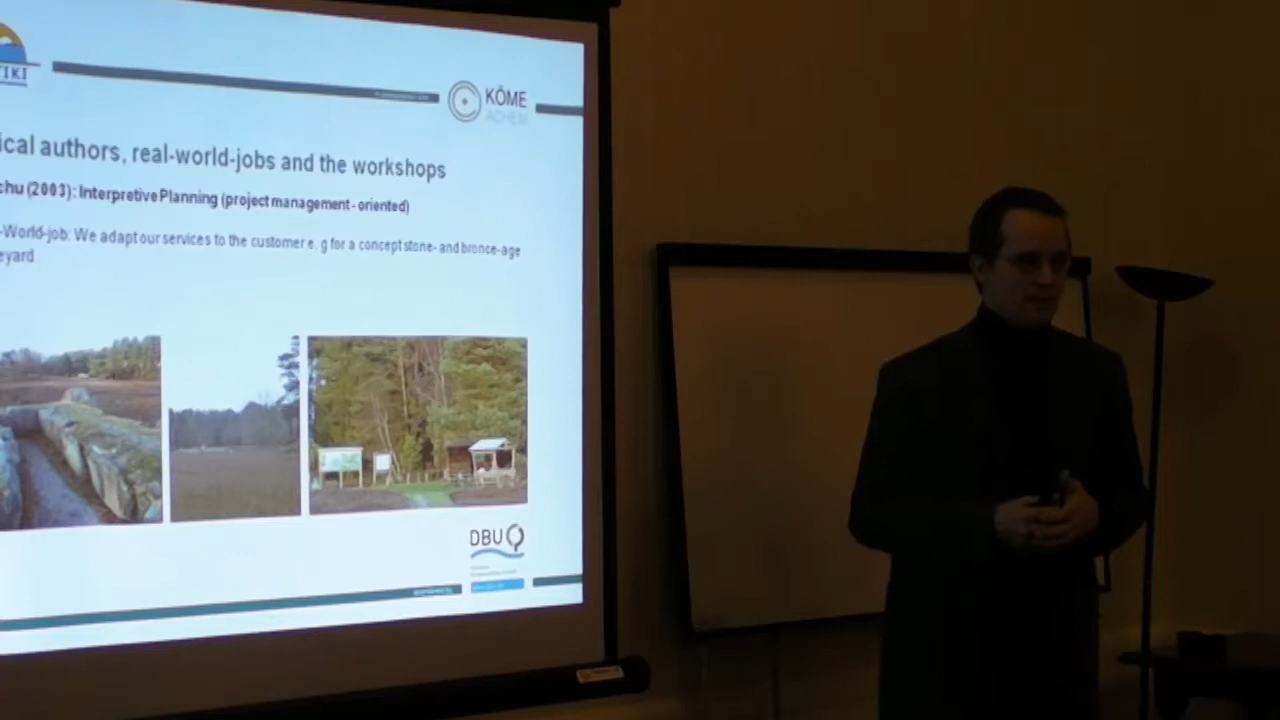 TIKI
KÖME
ACHEM
ical authors, real-world-jobs and the workshops
chu (2003): Interpretive Planning (project management- oriented)
-World-job: We adapt our services to the customer e. g for a concept stone- and bronce-age
eyard
DBU